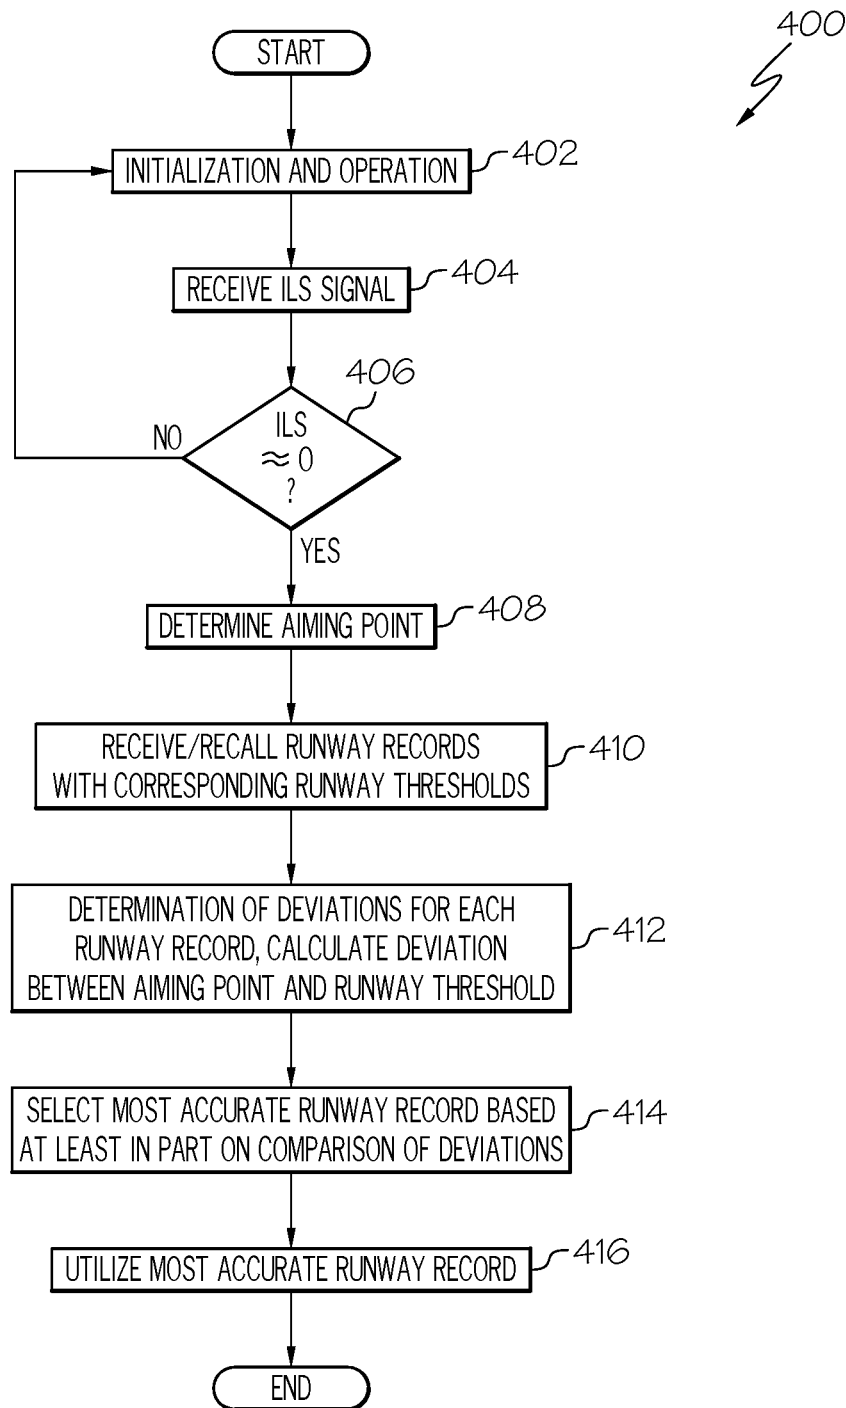 400
START
INITIALIZATION AND OPERATION
402
RECEIVE ILS SIGNAL
404
406
ILS
≈ 0
?
NO
YES
DETERMINE AIMING POINT
408
RECEIVE/RECALL RUNWAY RECORDS
WITH CORRESPONDING RUNWAY THRESHOLDS
410
DETERMINATION OF DEVIATIONS FOR EACH
RUNWAY RECORD, CALCULATE DEVIATION
BETWEEN AIMING POINT AND RUNWAY THRESHOLD
412
SELECT MOST ACCURATE RUNWAY RECORD BASED
AT LEAST IN PART ON COMPARISON OF DEVIATIONS
414
UTILIZE MOST ACCURATE RUNWAY RECORD
416
END